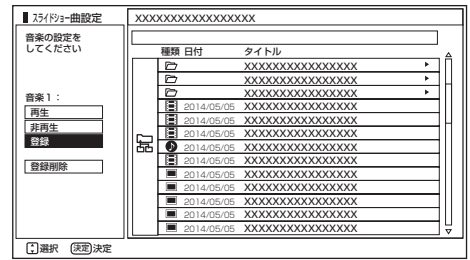 スライドショー曲設定
XXXXXXXXXXXXXXXXX
音楽の設定を
してください
種類 日付 タイトル
XXXXXXXXXXXXXXXX
XXXXXXXXXXXXXXXX
XXXXXXXXXXXXXXXX
音楽1:
再生
非再生
登録
登録削除
2014/05/05 XXXXXXXXXXXXXXXX
2014/05/05 XXXXXXXXXXXXXXXX
2014/05/05 XXXXXXXXXXXXXXXX
2014/05/05 XXXXXXXXXXXXXXXX
2014/05/05 XXXXXXXXXXXXXXXX
2014/05/05 XXXXXXXXXXXXXXXX
2014/05/05 XXXXXXXXXXXXXXXX
2014/05/05 XXXXXXXXXXXXXXXX
2014/05/05 XXXXXXXXXXXXXXXX
2014/05/05 XXXXXXXXXXXXXXXX
選択 決定 決定